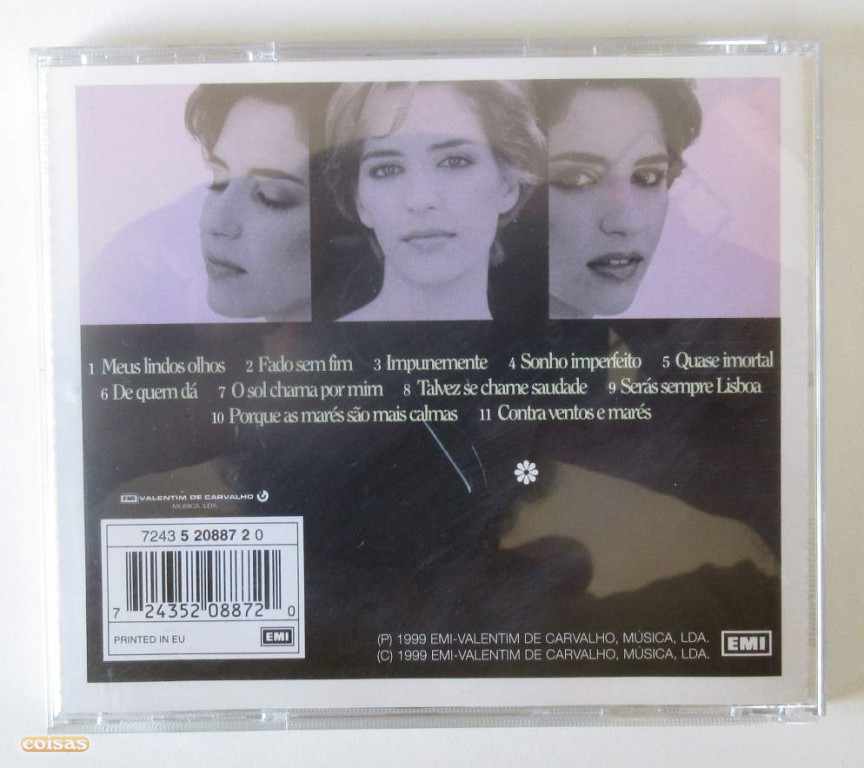 1 Meus lindos olhos 2 Fado sem fim 3 Impunemente 4 Sonho imperfeito 5 Quase imortal
6 De quem dá 7 O sol chama por mim 8 Talvez se chame saudade 9 Serás sempre Lisboa
10 Porque as marés são mais calmas 11 Contra ventos e marés
EMI VALENTIM DE CARVALHO
MÚSICA, LDA.
7243 5 20887 2 0
7 24352 08872 0
PRINTED IN EU EMI
(P) 1999 EMI-VALENTIM DE CARVALHO, MÚSICA, LDA.
(C) 1999 EMI-VALENTIM DE CARVALHO, MÚSICA, LDA.
EMI
coisas